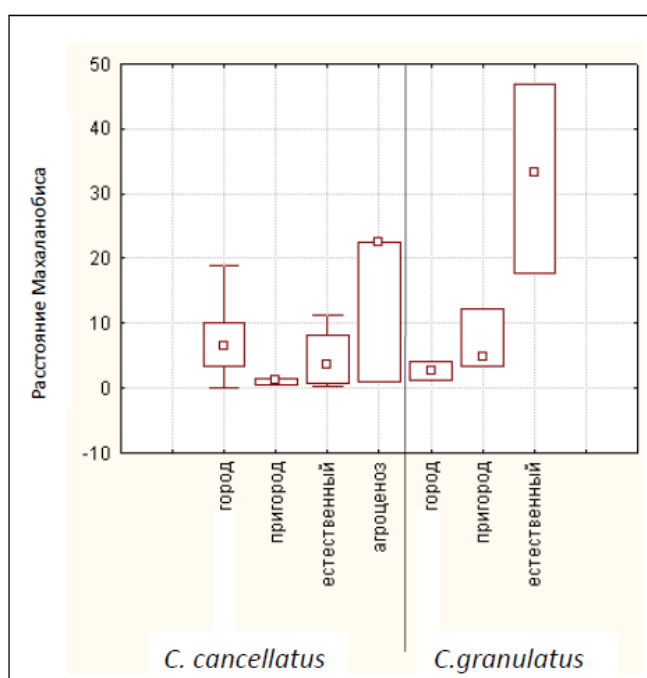 50
40
30
20
10
0
-10
Расстояние Махаланобиса
город
пригород
естественный
агроценоз
город
пригород
естественный
C. cancellatus
C.granulatus